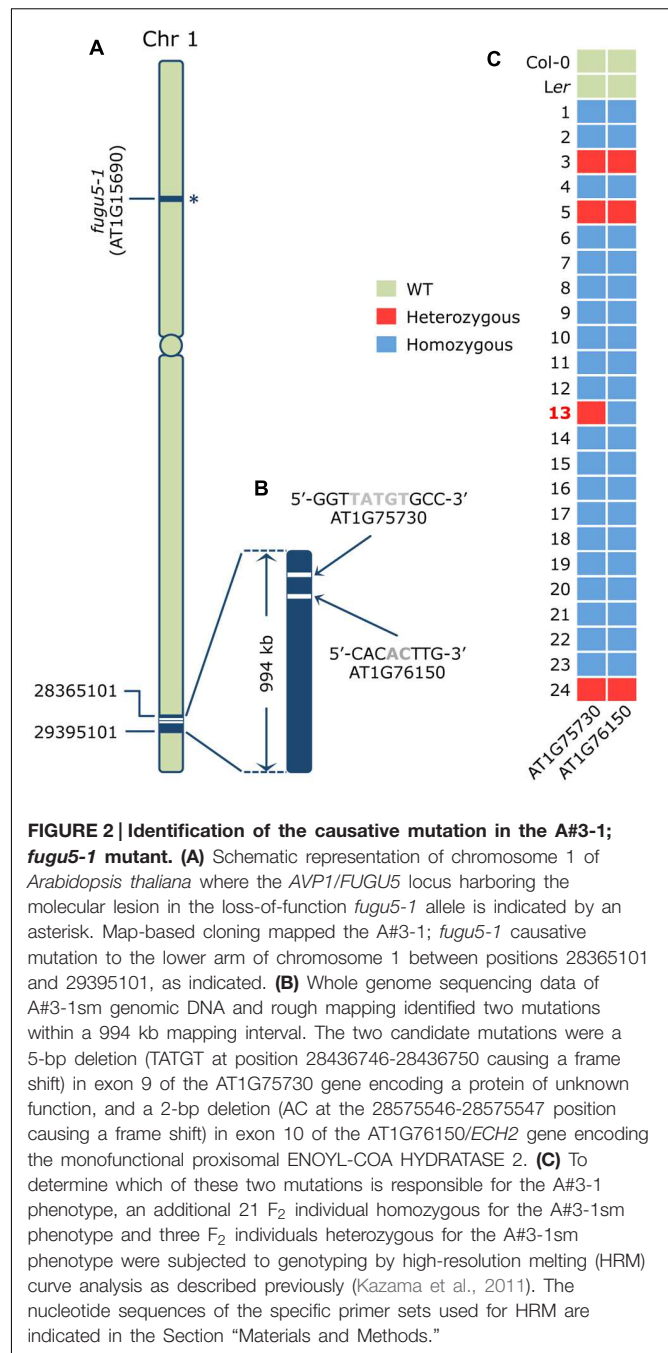 A
Chr 1
fugu5-1
(AT1G15690)
*
28365101
29395101
B
5′-GGTTATGTGCC-3′
AT1G75730
994 kb
5′-CACACTTG-3′
AT1G76150
WT
Heterozygous
Homozygous
C
Col-0
Ler
1
2
3
4
5
6
7
8
9
10
11
12
13
14
15
16
17
18
19
20
21
22
23
24
AT1G75730
AT1G76150
FIGURE 2 | Identification of the causative mutation in the A#3-1;
fugu5-1 mutant. (A) Schematic representation of chromosome 1 of
Arabidopsis thaliana where the AVP1/FUGU5 locus harboring the
molecular lesion in the loss-of-function fugu5-1 allele is indicated by an
asterisk. Map-based cloning mapped the A#3-1; fugu5-1 causative
mutation to the lower arm of chromosome 1 between positions 28365101
and 29395101, as indicated. (B) Whole genome sequencing data of
A#3-1sm genomic DNA and rough mapping identified two mutations
within a 994 kb mapping interval. The two candidate mutations were a
5-bp deletion (TATGT at position 28436746-28436750 causing a frame
shift) in exon 9 of the AT1G75730 gene encoding a protein of unknown
function, and a 2-bp deletion (AC at the 28575546-28575547 position
causing a frame shift) in exon 10 of the AT1G76150/ECH2 gene encoding
the monofunctional proxisomal ENOYL-COA HYDRATASE 2. (C) To
determine which of these two mutations is responsible for the A#3-1
phenotype, an additional 21 F2 individual homozygous for the A#3-1sm
phenotype and three F2 individuals heterozygous for the A#3-1sm
phenotype were subjected to genotyping by high-resolution melting (HRM)
curve analysis as described previously (Kazama et al., 2011). The
nucleotide sequences of the specific primer sets used for HRM are
indicated in the Section “Materials and Methods.”